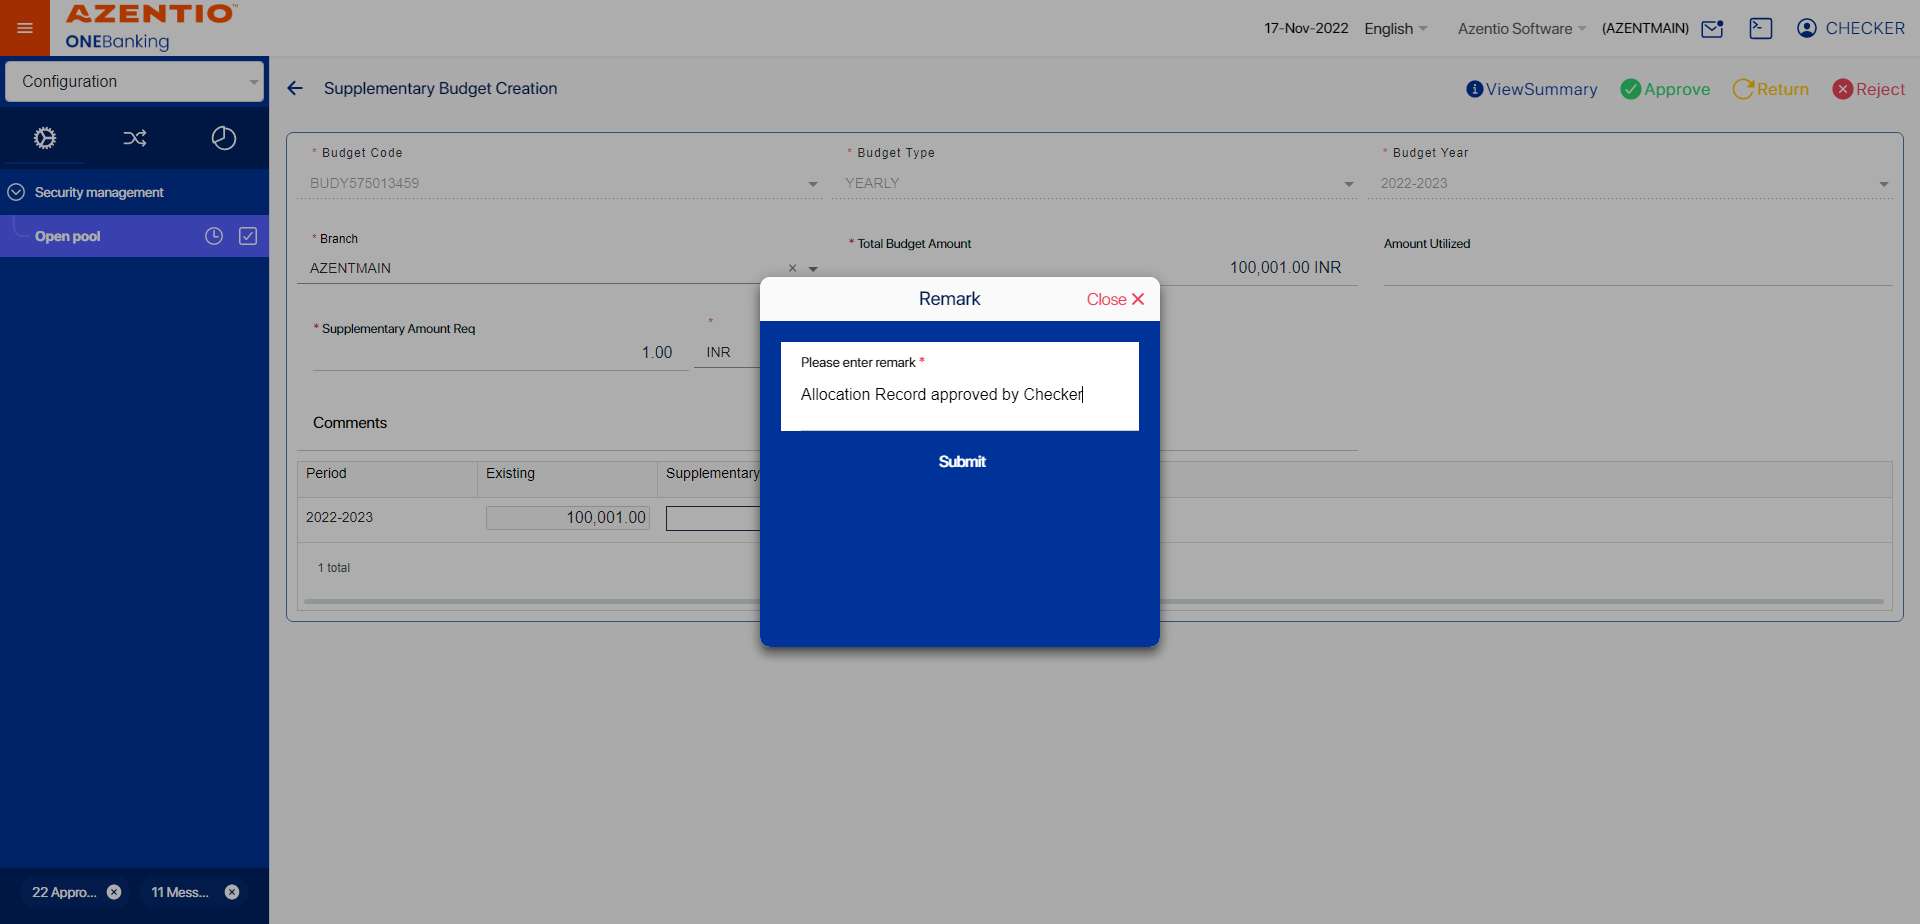 AZENTIO™
ONEBanking
17-Nov-2022 English Azentio Software (AZENTMAIN) CHECKER
Configuration
Supplementary Budget Creation
ViewSummary Approve Return Reject
Security management
Open pool
* Budget Code * Budget Type * Budget Year
BUDY575013459 YEARLY 2022-2023
* Branch * Total Budget Amount Amount Utilized
AZENTMAIN × 100,001.00 INR
Remark Close ✕
* Supplementary Amount Req *
1.00 INR
Please enter remark *
Allocation Record approved by Checker
Comments
Submit
Period Existing Supplementary
2022-2023 100,001.00
1 total
22 Appro... 11 Mess...